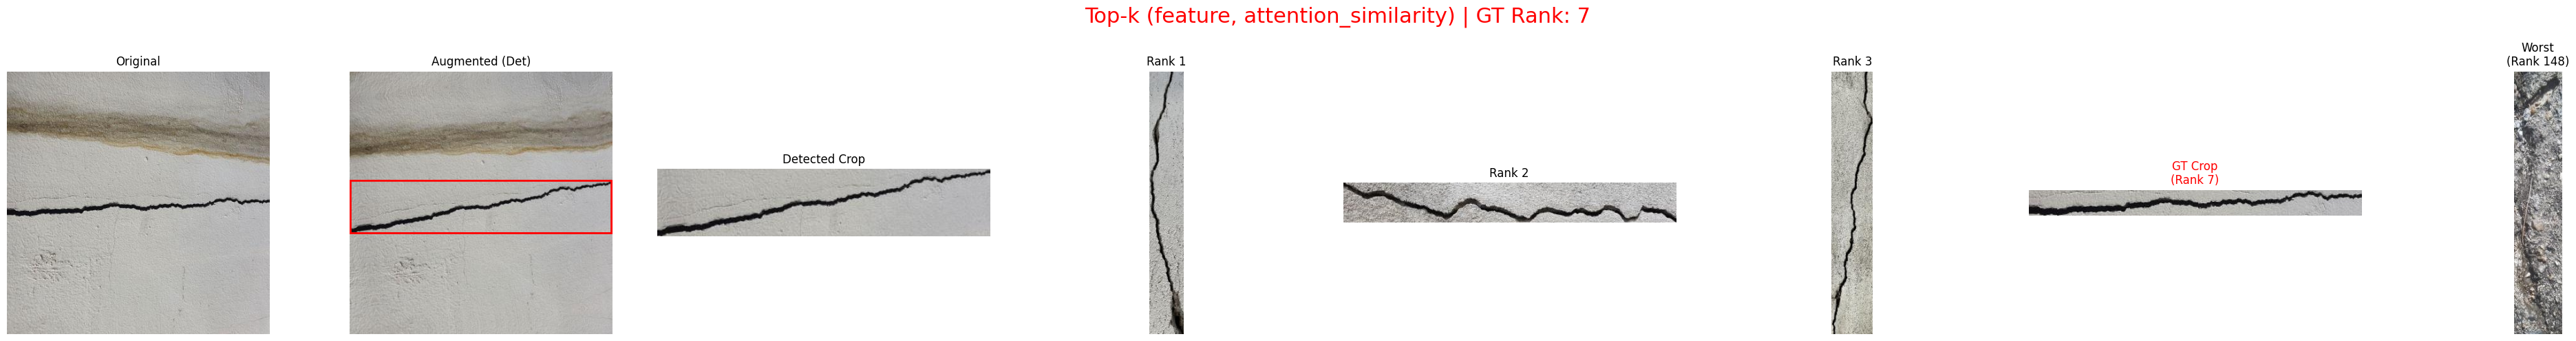 Top-k (feature, attention_similarity) | GT Rank: 7
Original
Augmented (Det)
Detected Crop
Rank 1
Rank 2
Rank 3
GT Crop
(Rank 7)
Worst
(Rank 148)